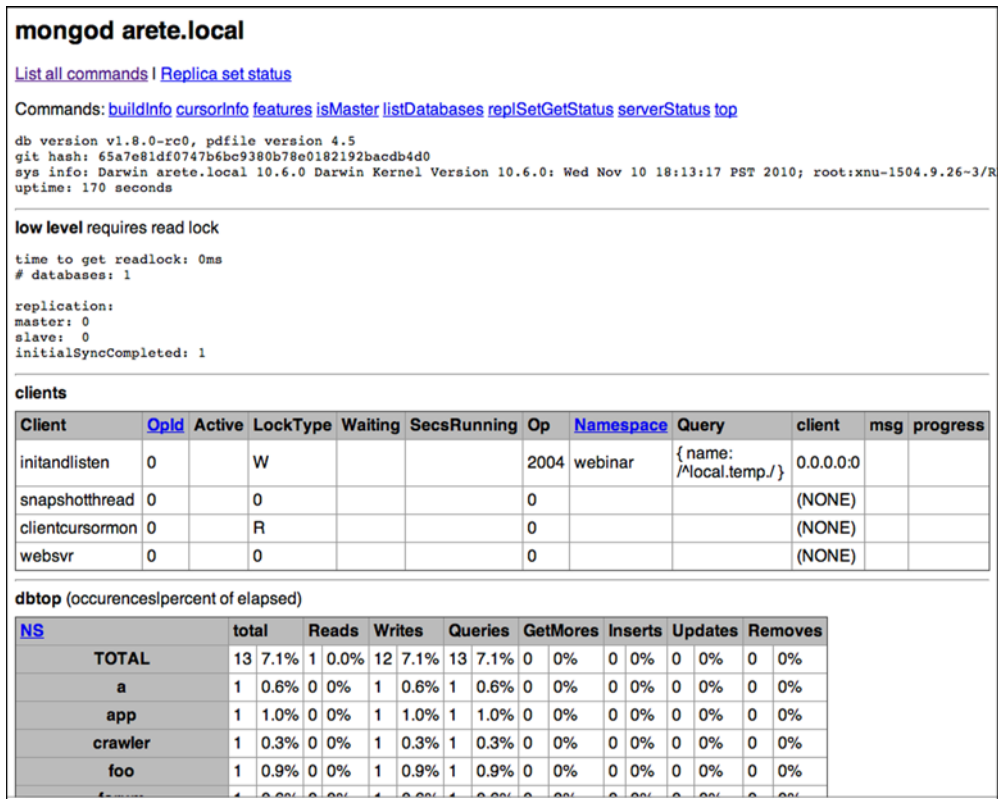 mongod arete.local
List all commands | Replica set status
Commands: buildInfo cursorInfo features isMaster listDatabases replSetGetStatus serverStatus top
db version v1.8.0-rc0, pdfile version 4.5
git hash: 65a7e81df0747b6bc9380b78e0182192bacdb4d0
sys info: Darwin arete.local 10.6.0 Darwin Kernel Version 10.6.0: Wed Nov 10 18:13:17 PST 2010; root:xnu-1504.9.26~3/R
uptime: 170 seconds
low level requires read lock
time to get readlock: 0ms
# databases: 1
replication:
master: 0
slave: 0
initialSyncCompleted: 1
clients
Client OpId Active LockType Waiting SecsRunning Op Namespace Query client msg progress
initandlisten 0 W 2004 webinar { name: /^local.temp./ } 0.0.0.0:0
snapshotthread 0 0 0 (NONE)
clientcursormon 0 R 0 (NONE)
websvr 0 0 0 (NONE)
dbtop (occurences|percent of elapsed)
NS total Reads Writes Queries GetMores Inserts Updates Removes
TOTAL 13 7.1% 1 0.0% 12 7.1% 13 7.1% 0 0% 0 0% 0 0% 0 0%
a 1 0.6% 0 0% 1 0.6% 1 0.6% 0 0% 0 0% 0 0% 0 0%
app 1 1.0% 0 0% 1 1.0% 1 1.0% 0 0% 0 0% 0 0% 0 0%
crawler 1 0.3% 0 0% 1 0.3% 1 0.3% 0 0% 0 0% 0 0% 0 0%
foo 1 0.9% 0 0% 1 0.9% 1 0.9% 0 0% 0 0% 0 0% 0 0%